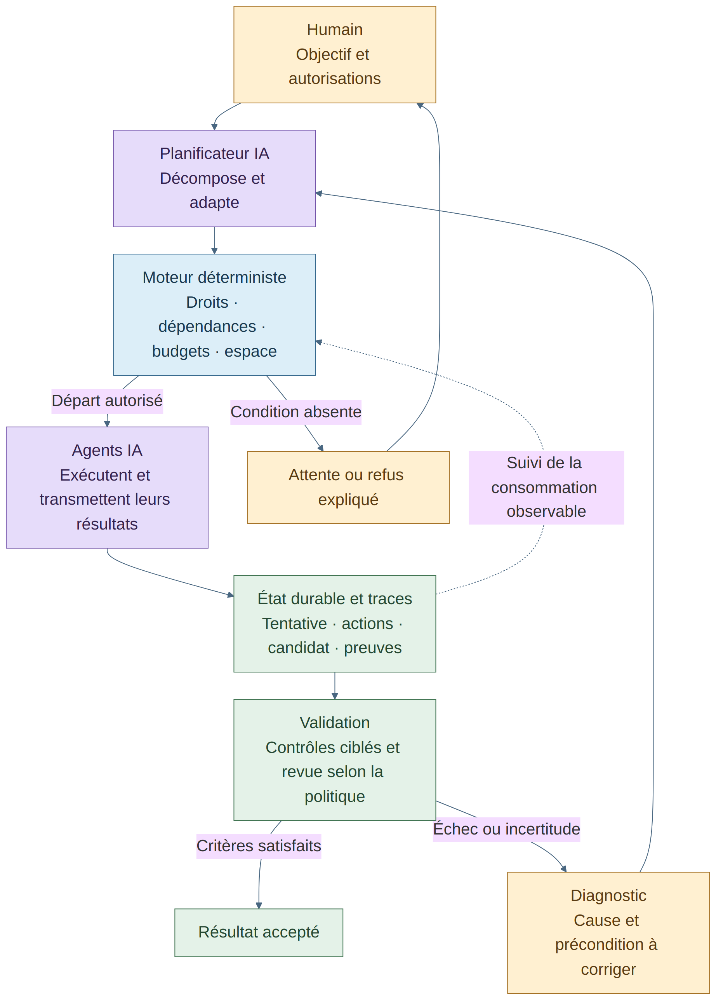 Humain
Objectif et
autorisations
Planificateur IA
Décompose et
adapte
Moteur déterministe
Droits ·
dépendances ·
budgets · espace
Départ autorisé
Condition absente
Agents IA
Exécutent et
transmettent leurs
résultats
Attente ou refus
expliqué
Suivi de la
consommation
observable
État durable et traces
Tentative · actions ·
candidat · preuves
Validation
Contrôles ciblés et
revue selon la
politique
Échec ou incertitude
Critères satisfaits
Diagnostic
Cause et
précondition à
corriger
Résultat accepté